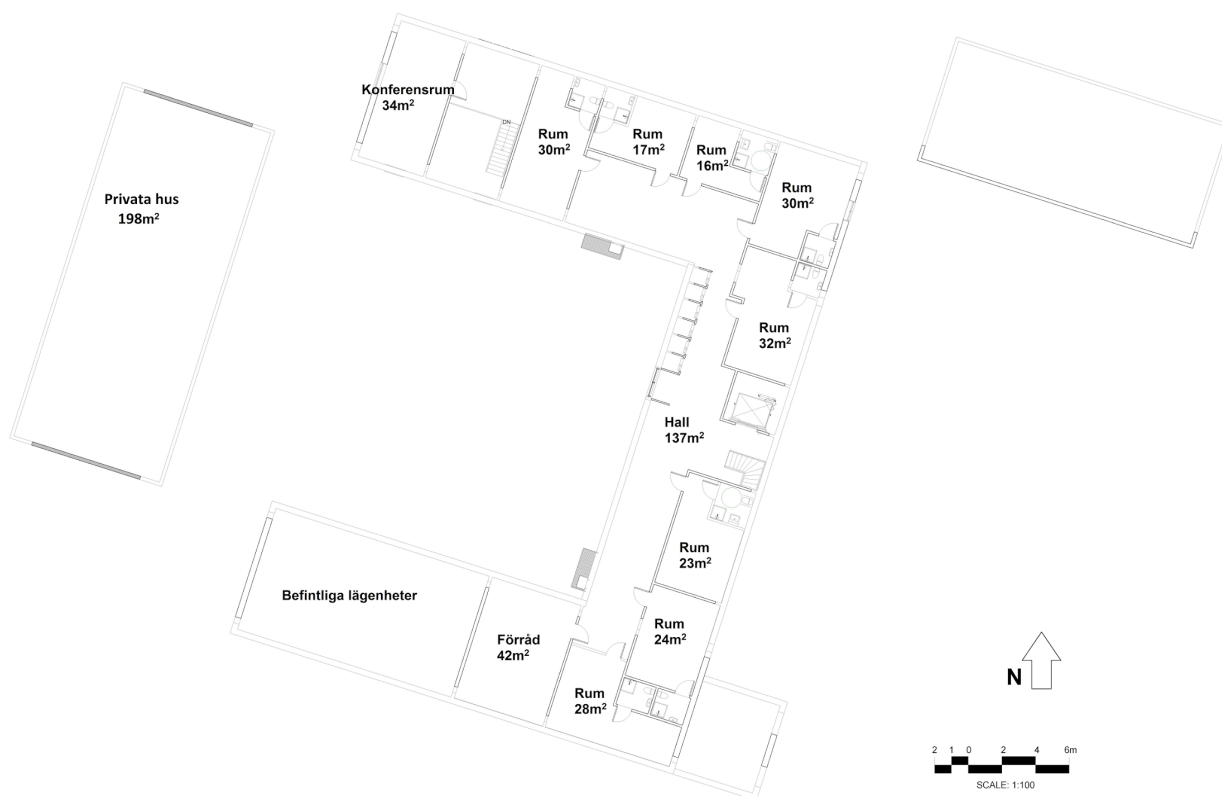 Konferensrum
34m²
DN
Rum
30m²
Rum
17m²
Rum
16m²
Rum
30m²
Privata hus
198m²
Rum
32m²
Hall
137m²
Rum
23m²
Befintliga lägenheter
Förråd
42m²
Rum
24m²
Rum
28m²
N
2 1 0 2 4 6m
SCALE: 1:100